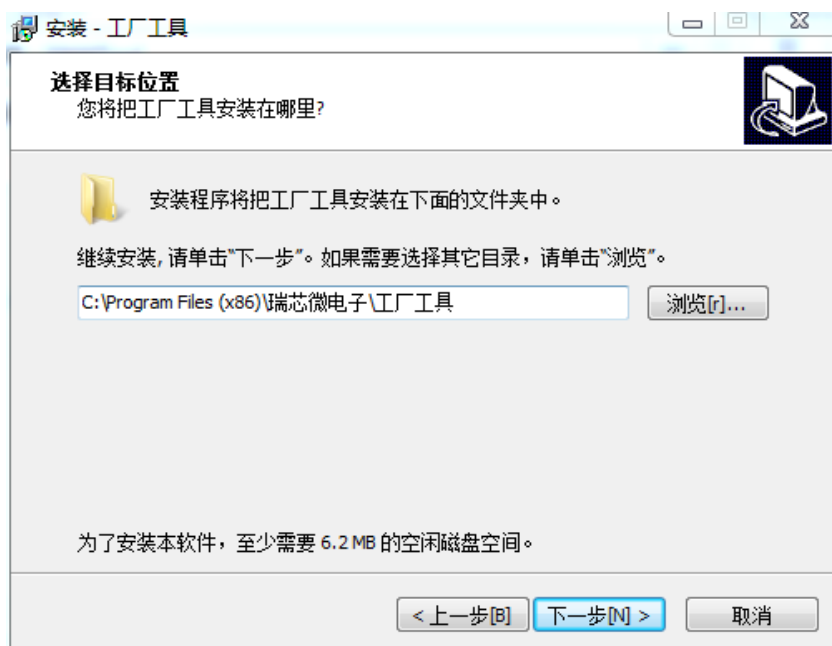 安装 - 工厂工具
选择目标位置
您将把工厂工具安装在哪里?
安装程序将把工厂工具安装在下面的文件夹中。
继续安装, 请单击“下一步”。如果需要选择其它目录，请单击“浏览”。
C:\Program Files (x86)\瑞芯微电子\工厂工具
浏览[r]...
为了安装本软件，至少需要 6.2 MB 的空闲磁盘空间。
< 上一步[B]
下一步[N] >
取消